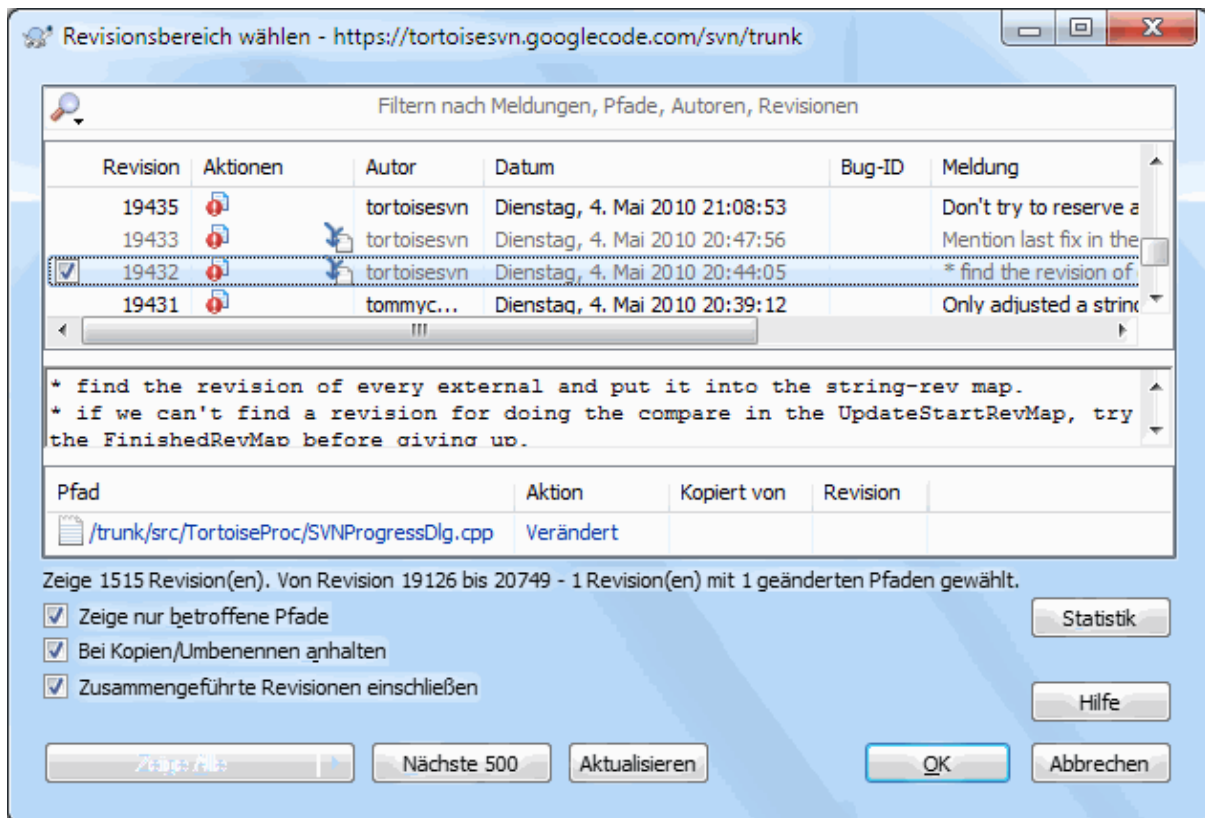 Revisionsbereich wählen - https://tortoisesvn.googlecode.com/svn/trunk
Filtern nach Meldungen, Pfade, Autoren, Revisionen
Revision Aktionen Autor Datum Bug-ID Meldung
19435 tortoisesvn Dienstag, 4. Mai 2010 21:08:53 Don't try to reserve a
19433 tortoisesvn Dienstag, 4. Mai 2010 20:47:56 Mention last fix in the
19432 tortoisesvn Dienstag, 4. Mai 2010 20:44:05 * find the revision of
19431 tommyc... Dienstag, 4. Mai 2010 20:39:12 Only adjusted a string
* find the revision of every external and put it into the string-rev map.
* if we can't find a revision for doing the compare in the UpdateStartRevMap, try
the FinishedRevMap before giving up.
Pfad Aktion Kopiert von Revision
/trunk/src/TortoiseProc/SVNProgressDlg.cpp Verändert
Zeige 1515 Revision(en). Von Revision 19126 bis 20749 - 1 Revision(en) mit 1 geänderten Pfaden gewählt.
Zeige nur betroffene Pfade
Statistik
Bei Kopien/Umbenennen anhalten
Zusammengeführte Revisionen einschließen
Hilfe
Zeige Alle Nächste 500 Aktualisieren OK Abbrechen